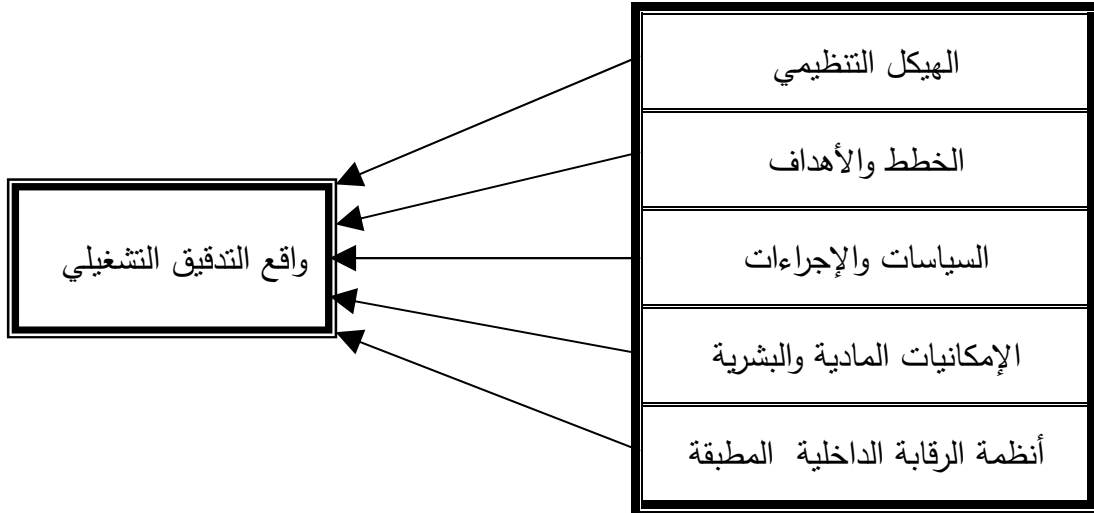 الهيكل التنظيمي
الخطط والأهداف
السياسات والإجراءات
الإمكانيات المادية والبشرية
أنظمة الرقابة الداخلية المطبقة
واقع التدقيق التشغيلي